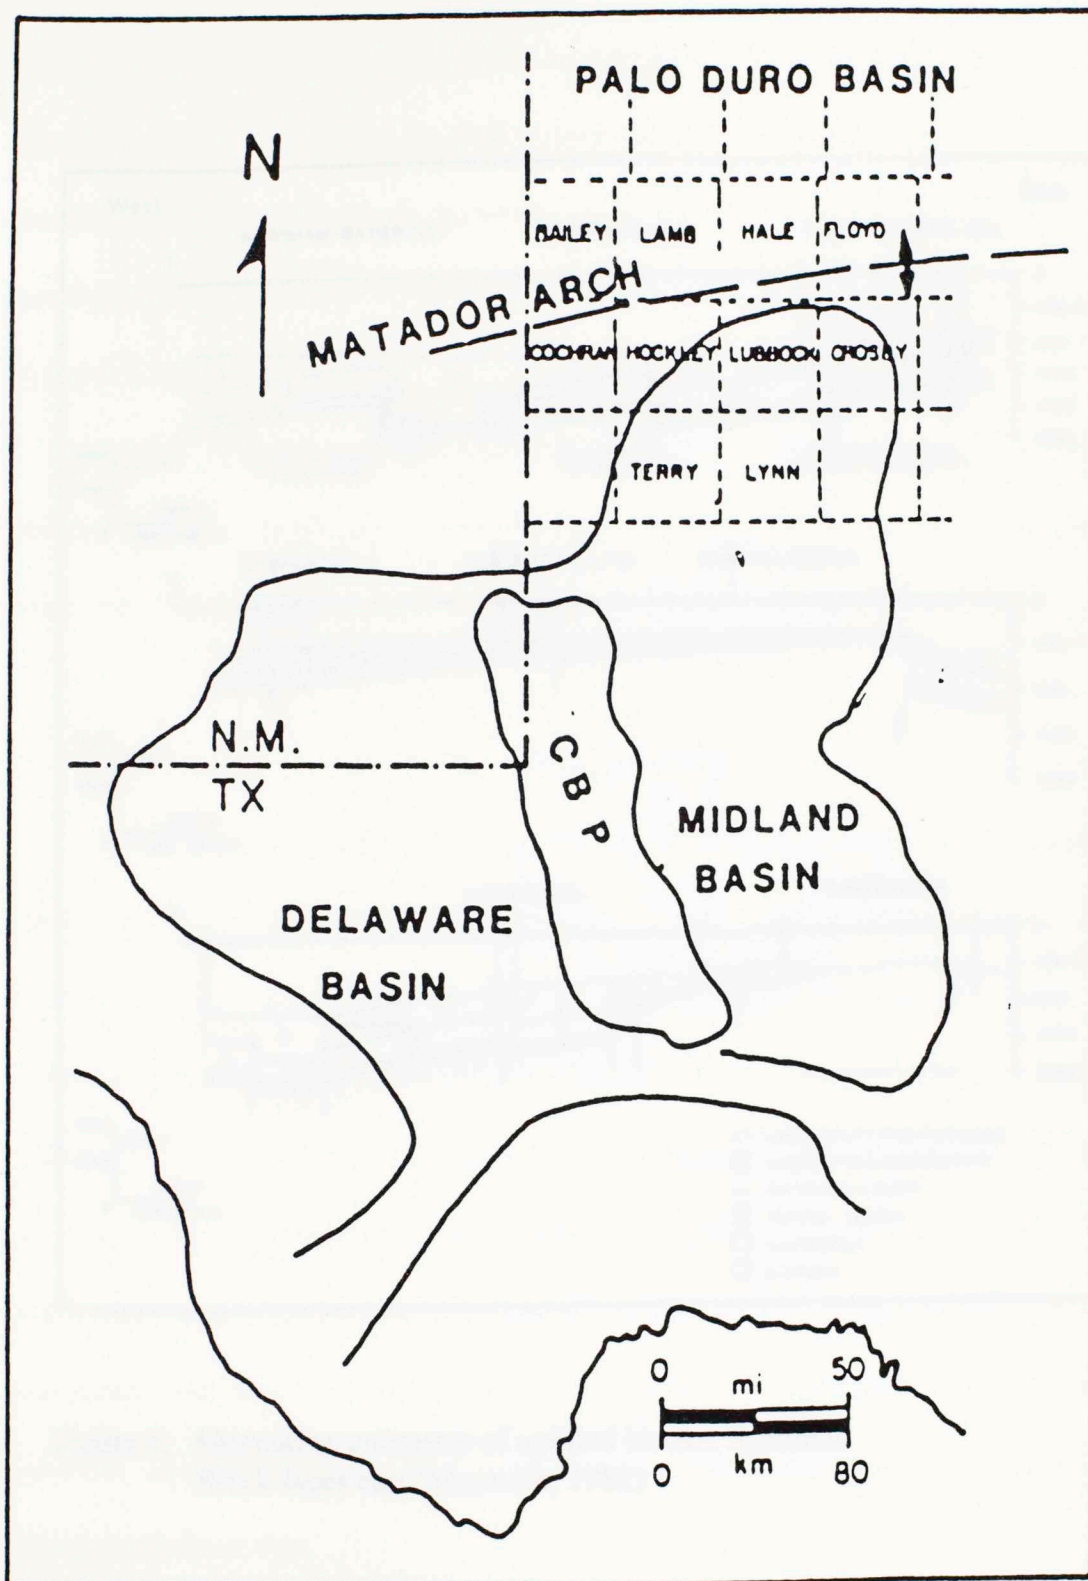 PALO DURO BASIN
N
BAILEY LAMB HALE FLOYD
MATADOR ARCH
COCHRAN HOCKLEY LUBBOCK CROSBY
TERRY LYNN
N.M.
TX
CBP
MIDLAND
BASIN
DELAWARE
BASIN
0 50
mi
km
0 80